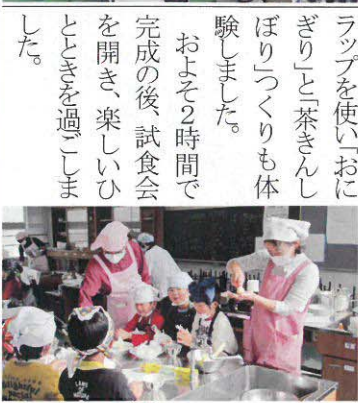 ラップを使い「おに
ぎり」と「茶きんし
ぼり」つくりも体
験しました。
およそ2時間で
完成の後、試食会
を開き、楽しいひ
とときを過ごしま
した。